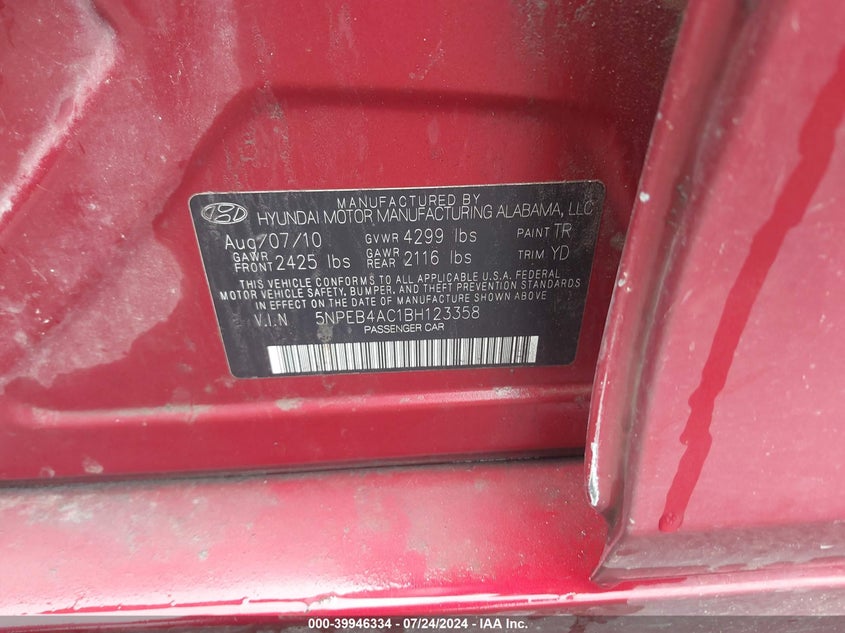 MANUFACTURED BY
HYUNDAI MOTOR MANUFACTURING ALABAMA, LLC
Aug/07/10 GVWR 4299 lbs PAINT TR
GAWR FRONT 2425 lbs GAWR REAR 2116 lbs TRIM YD
THIS VEHICLE CONFORMS TO ALL APPLICABLE U.S.A. FEDERAL
MOTOR VEHICLE SAFETY, BUMPER, AND THEFT PREVENTION STANDARDS
IN EFFECT ON THE DATE OF MANUFACTURE SHOWN ABOVE.
V.I.N 5NPEB4AC1BH123358
PASSENGER CAR
000-39946334 / 07/24/2024 - IAAI.com